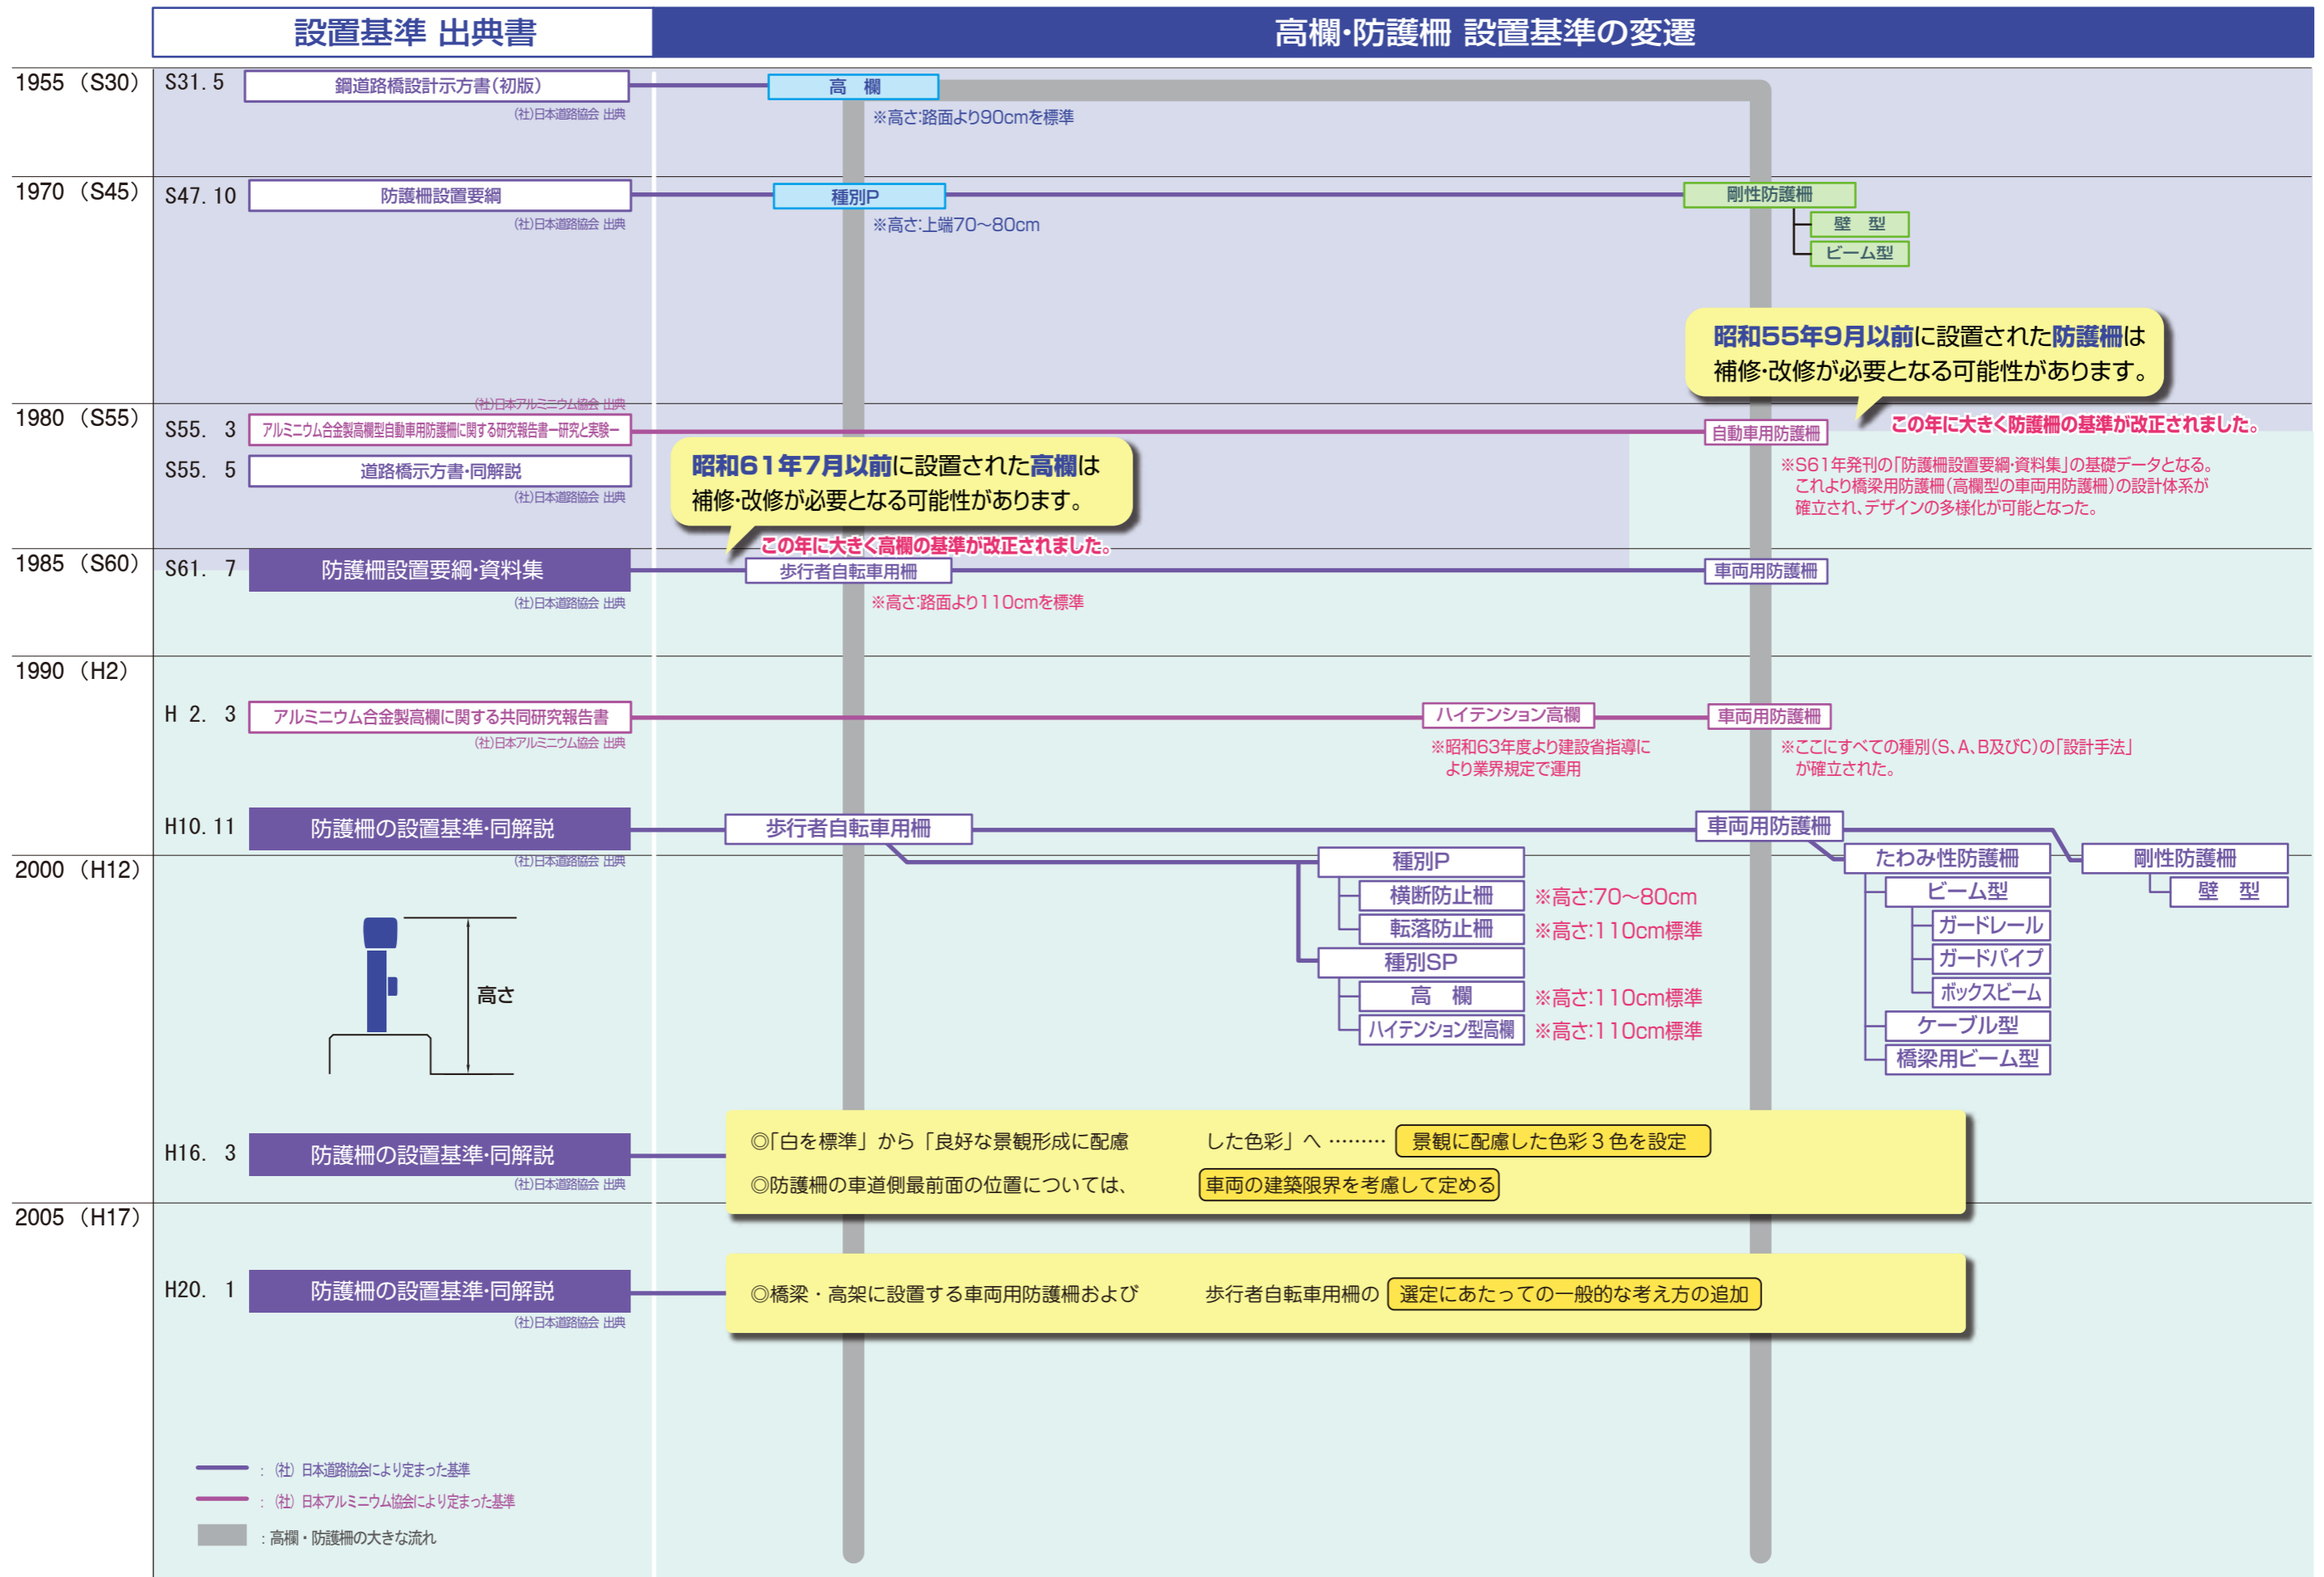 設置基準 出典書
高欄・防護柵 設置基準の変遷
1955 (S30)
S31. 5
鋼道路橋設計示方書(初版)
(社)日本道路協会 出典
高 欄
※高さ:路面より90cmを標準
1970 (S45)
S47. 10
防護柵設置要綱
(社)日本道路協会 出典
種別P
※高さ:上端70〜80cm
剛性防護柵
壁 型
ビーム型
昭和55年9月以前に設置された防護柵は
補修・改修が必要となる可能性があります。
1980 (S55)
(社)日本アルミニウム協会 出典
S55. 3
アルミニウム合金製高欄型自動車用防護柵に関する研究報告書ー研究と実験ー
自動車用防護柵
この年に大きく防護柵の基準が改正されました。
※S61年発刊の「防護柵設置要綱・資料集」の基礎データとなる。
これより橋梁用防護柵(高欄型の車両用防護柵)の設計体系が
確立され、デザインの多様化が可能となった。
S55. 5
道路橋示方書・同解説
(社)日本道路協会 出典
昭和61年7月以前に設置された高欄は
補修・改修が必要となる可能性があります。
この年に大きく高欄の基準が改正されました。
1985 (S60)
S61. 7
防護柵設置要綱・資料集
(社)日本道路協会 出典
歩行者自転車用柵
※高さ:路面より110cmを標準
車両用防護柵
1990 (H2)
H 2. 3
アルミニウム合金製高欄に関する共同研究報告書
(社)日本アルミニウム協会 出典
ハイテンション高欄
※昭和63年度より建設省指導に
より業界規定で運用
車両用防護柵
※ここにすべての種別(S、A、B及びC)の「設計手法」
が確立された。
H10. 11
防護柵の設置基準・同解説
(社)日本道路協会 出典
歩行者自転車用柵
車両用防護柵
2000 (H12)
種別P
横断防止柵
※高さ:70〜80cm
転落防止柵
※高さ:110cm標準
種別SP
高 欄
※高さ:110cm標準
ハイテンション型高欄
※高さ:110cm標準
たわみ性防護柵
ビーム型
ガードレール
ガードパイプ
ボックスビーム
ケーブル型
橋梁用ビーム型
剛性防護柵
壁 型
高さ
H16. 3
防護柵の設置基準・同解説
(社)日本道路協会 出典
◎「白を標準」から「良好な景観形成に配慮 した色彩」へ ‥‥‥‥ 景観に配慮した色彩3色を設定
◎防護柵の車道側最前面の位置については、 車両の建築限界を考慮して定める
2005 (H17)
H20. 1
防護柵の設置基準・同解説
(社)日本道路協会 出典
◎橋梁・高架に設置する車両用防護柵および 歩行者自転車用柵の 選定にあたっての一般的な考え方の追加
:(社) 日本道路協会により定まった基準
:(社) 日本アルミニウム協会により定まった基準
:高欄・防護柵の大きな流れ